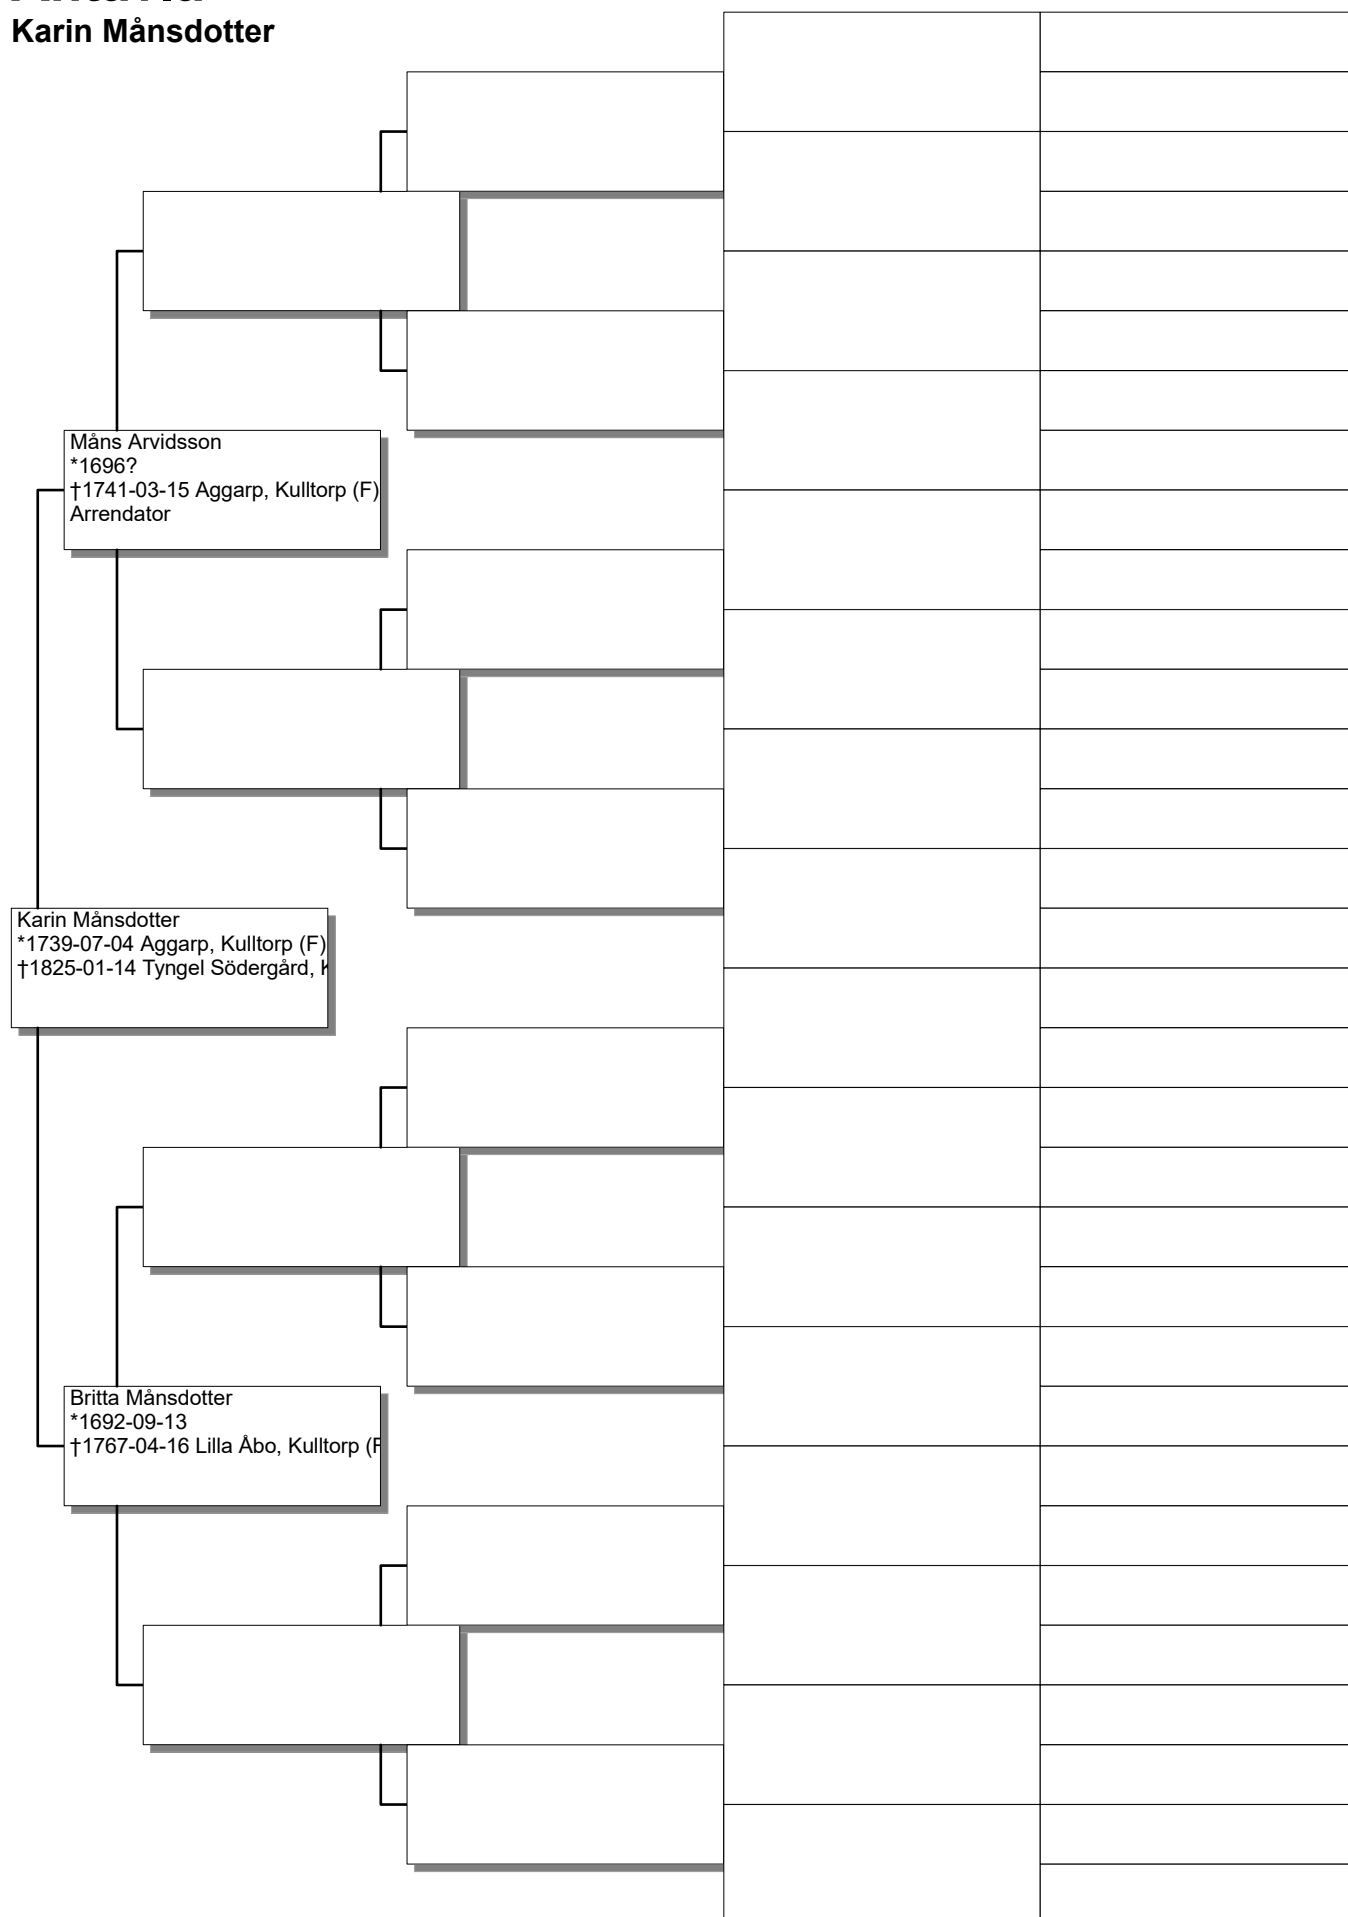 Karin Månsdotter
Måns Arvidsson
*1696?
†1741-03-15 Aggarp, Kulltorp (F)
Arrendator
Karin Månsdotter
*1739-07-04 Aggarp, Kulltorp (F)
†1825-01-14 Tyngel Södergård,
Britta Månsdotter
*1692-09-13
†1767-04-16 Lilla Åbo, Kulltorp (F